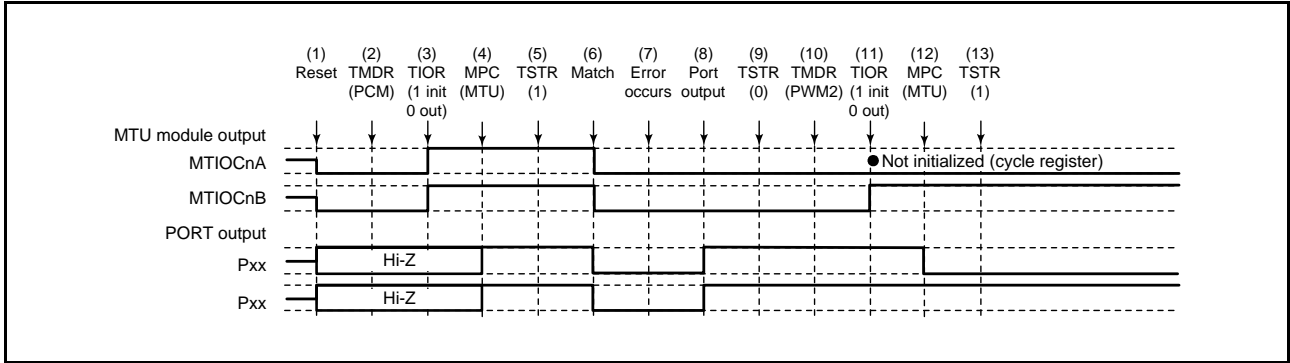 (1) (2) (3) (4) (5) (6) (7) (8) (9) (10) (11) (12) (13)
Reset TMDR TIOR MPC TSTR Match Error Port TSTR TMDR TIOR MPC TSTR
(PCM) (1 init (MTU) (1) occurs output (0) (PWM2) (1 init (MTU) (1)
0 out) 0 out)
MTU module output
MTIOCnA
Not initialized (cycle register)
MTIOCnB
PORT output
Pxx
Hi-Z
Pxx
Hi-Z